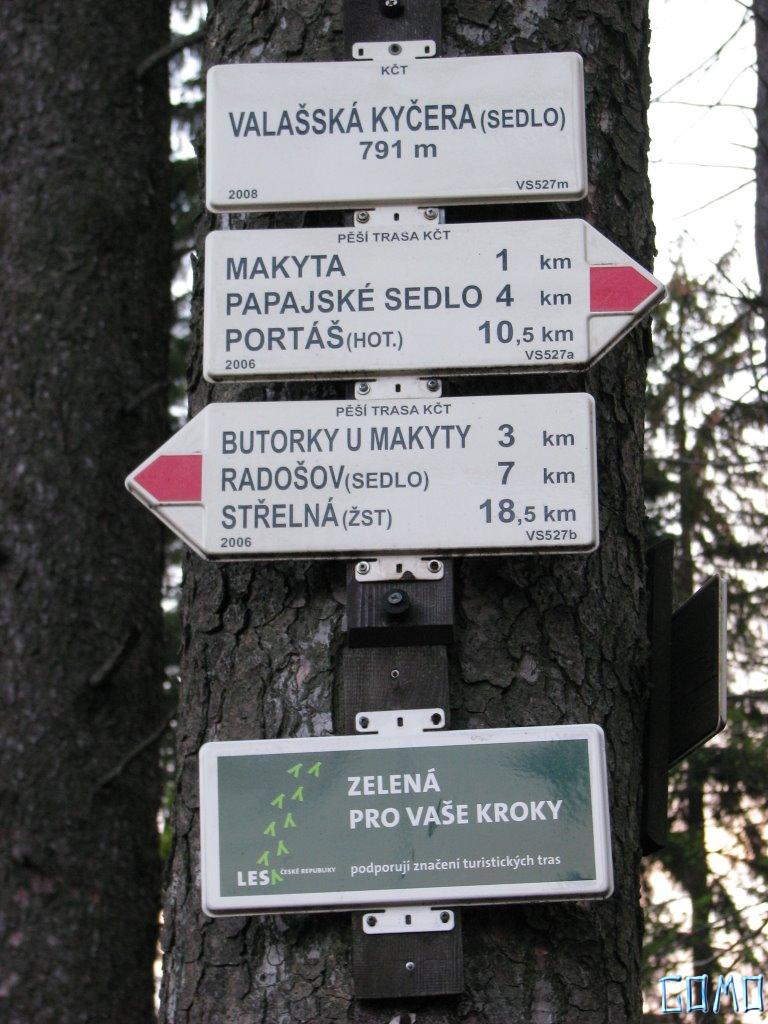 KČT
VALAŠSKÁ KYČERA (SEDLO)
791 m
2008 VS527m
PĚŠÍ TRASA KČT
MAKYTA 1 km
PAPAJSKÉ SEDLO 4 km
PORTÁŠ (HOT.) 10,5 km
2006 VS527a
PĚŠÍ TRASA KČT
BUTORKY U MAKYTY 3 km
RADOŠOV (SEDLO) 7 km
STŘELNÁ (ŽST) 18,5 km
2006 VS527b
ZELENÁ
PRO VAŠE KROKY
LESY ČESKÉ REPUBLIKY podporují značení turistických tras
GOMO